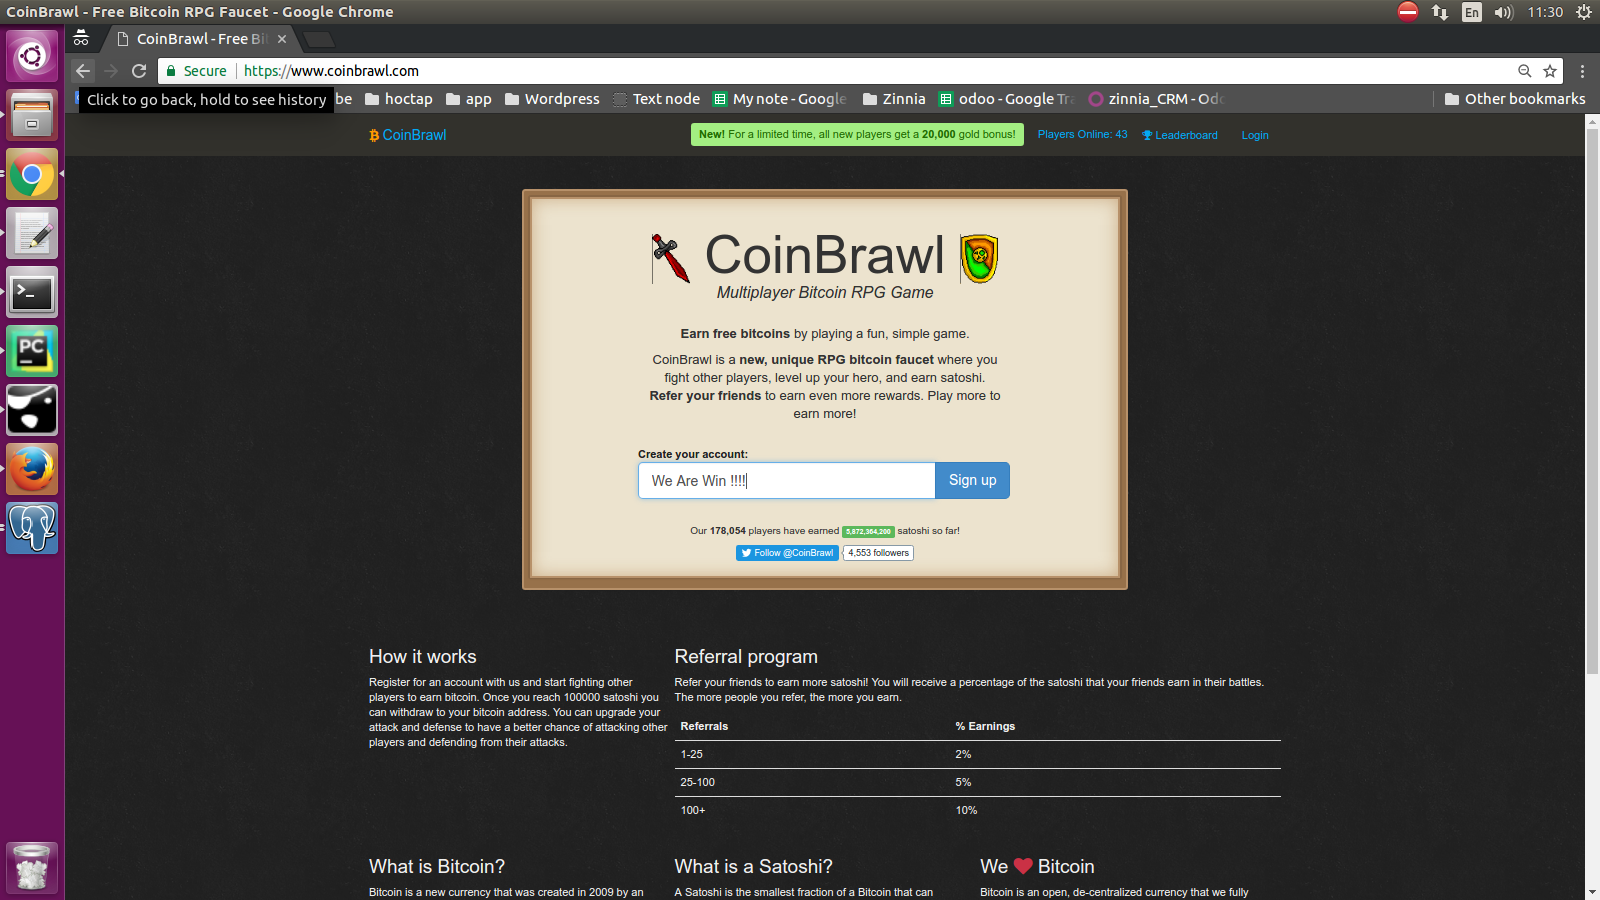 CoinBrawl - Free Bitcoin RPG Faucet - Google Chrome
En
11:30
CoinBrawl - Free Bi
Secure
https://www.coinbrawl.com
Click to go back, hold to see history
be
hoctap
app
Wordpress
Text node
My note - Google
Zinnia
odoo - Google Tra
zinnia_CRM - Odo
Other bookmarks
CoinBrawl
New! For a limited time, all new players get a 20,000 gold bonus!
Players Online: 43
Leaderboard
Login
CoinBrawl
Multiplayer Bitcoin RPG Game
Earn free bitcoins by playing a fun, simple game.
CoinBrawl is a new, unique RPG bitcoin faucet where you
fight other players, level up your hero, and earn satoshi.
Refer your friends to earn even more rewards. Play more to
earn more!
Create your account:
We Are Win !!!!
Sign up
Our 178,054 players have earned 5,872,364,200 satoshi so far!
Follow @CoinBrawl
4,553 followers
How it works
Register for an account with us and start fighting other
players to earn bitcoin. Once you reach 100000 satoshi you
can withdraw to your bitcoin address. You can upgrade your
attack and defense to have a better chance of attacking other
players and defending from their attacks.
Referral program
Refer your friends to earn more satoshi! You will receive a percentage of the satoshi that your friends earn in their battles.
The more people you refer, the more you earn.
Referrals % Earnings
1-25 2%
25-100 5%
100+ 10%
What is Bitcoin?
Bitcoin is a new currency that was created in 2009 by an
What is a Satoshi?
A Satoshi is the smallest fraction of a Bitcoin that can
We ❤ Bitcoin
Bitcoin is an open, de-centralized currency that we fully
PC